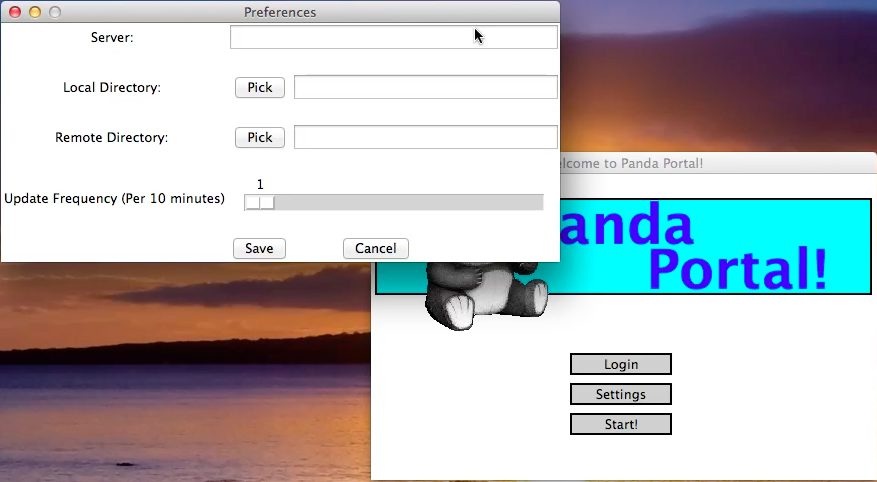 Preferences
Server:
Local Directory:
Pick
Remote Directory:
Pick
1
Update Frequency (Per 10 minutes)
Save
Cancel
elcome to Panda Portal!
anda
Portal!
Login
Settings
Start!